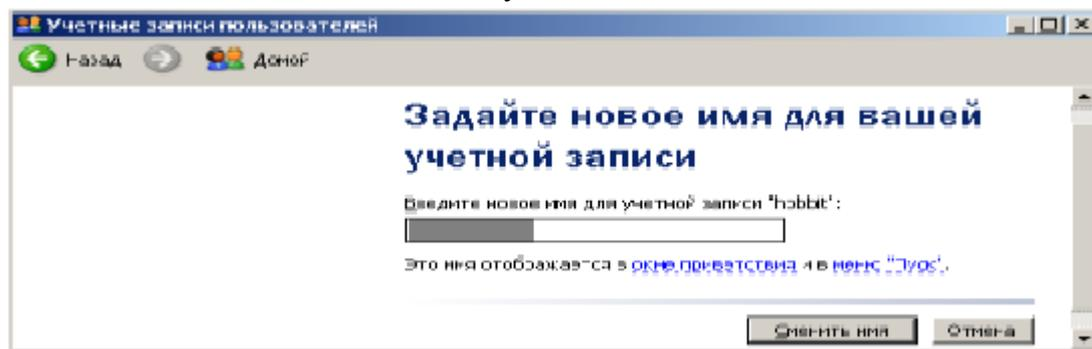 Учетные записи пользователей
Назад Домой
Задайте новое имя для вашей
учетной записи
Введите новое имя для учетной записи "hobbit":
Это имя отображается в окне приветствия и в меню "Пуск".
Сменить имя Отмена